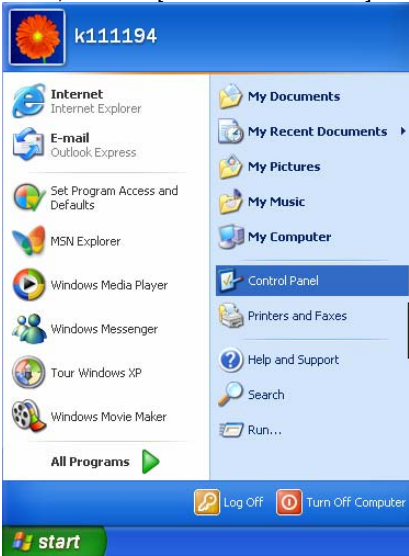 k111194
Internet
Internet Explorer
E-mail
Outlook Express
Set Program Access and
Defaults
MSN Explorer
Windows Media Player
Windows Messenger
Tour Windows XP
Windows Movie Maker
All Programs
My Documents
My Recent Documents
My Pictures
My Music
My Computer
Control Panel
Printers and Faxes
Help and Support
Search
Run...
Log Off
Turn Off Computer
start